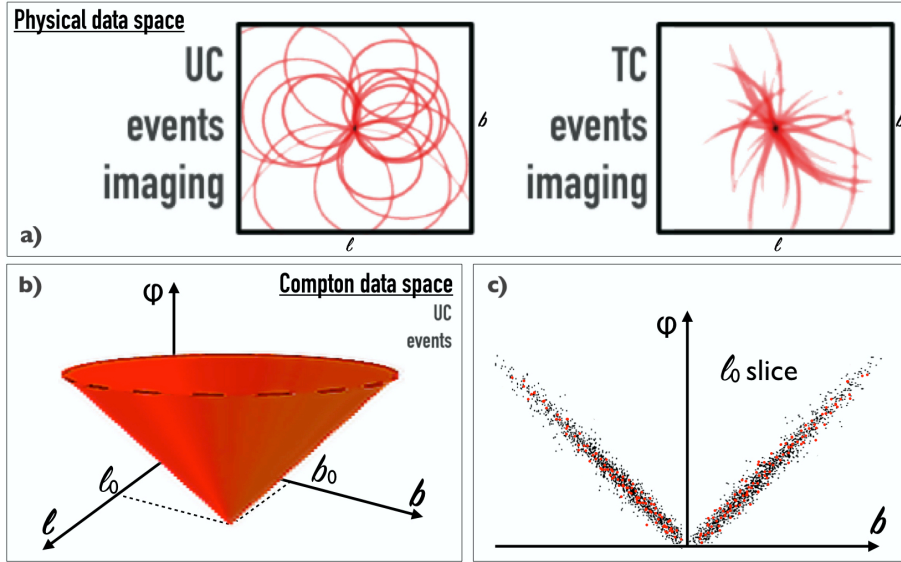 Physical data space
UC
events
imaging
b
ℓ
a)
TC
events
imaging
b
ℓ
b)
φ
Compton data space
UC
events
ℓ₀
b₀
ℓ
b
c)
φ
ℓ₀ slice
b